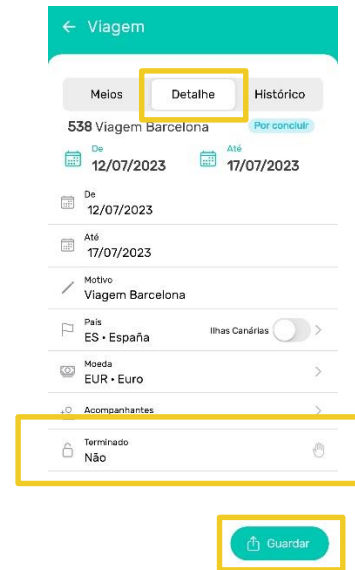 ← Viagem
Meios Detalhe Histórico
538 Viagem Barcelona Por concluir
De Até
12/07/2023 17/07/2023
De
12/07/2023
Até
17/07/2023
Motivo
Viagem Barcelona
País
ES • España Ilhas Canárias
Moeda
EUR • Euro
Acompanhantes
Terminado
Não
Guardar